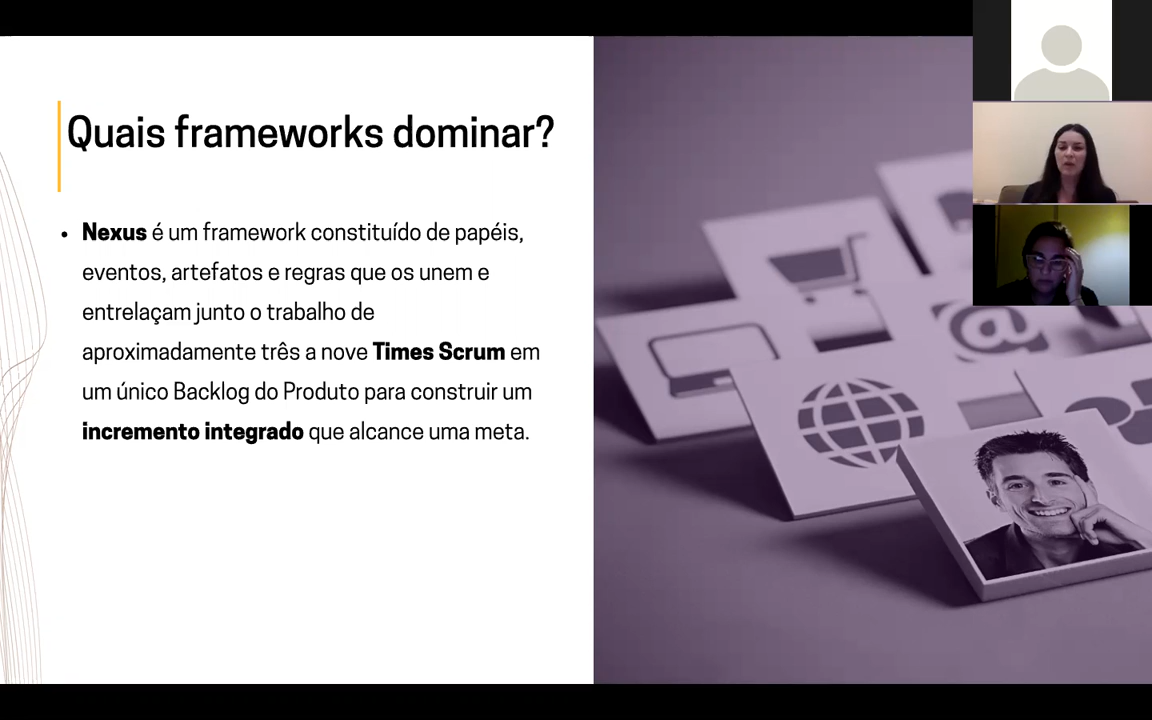 Quais frameworks dominar?
• Nexus é um framework constituído de papéis,
eventos, artefatos e regras que os unem e
entrelaçam junto o trabalho de
aproximadamente três a nove Times Scrum em
um único Backlog do Produto para construir um
incremento integrado que alcance uma meta.
@